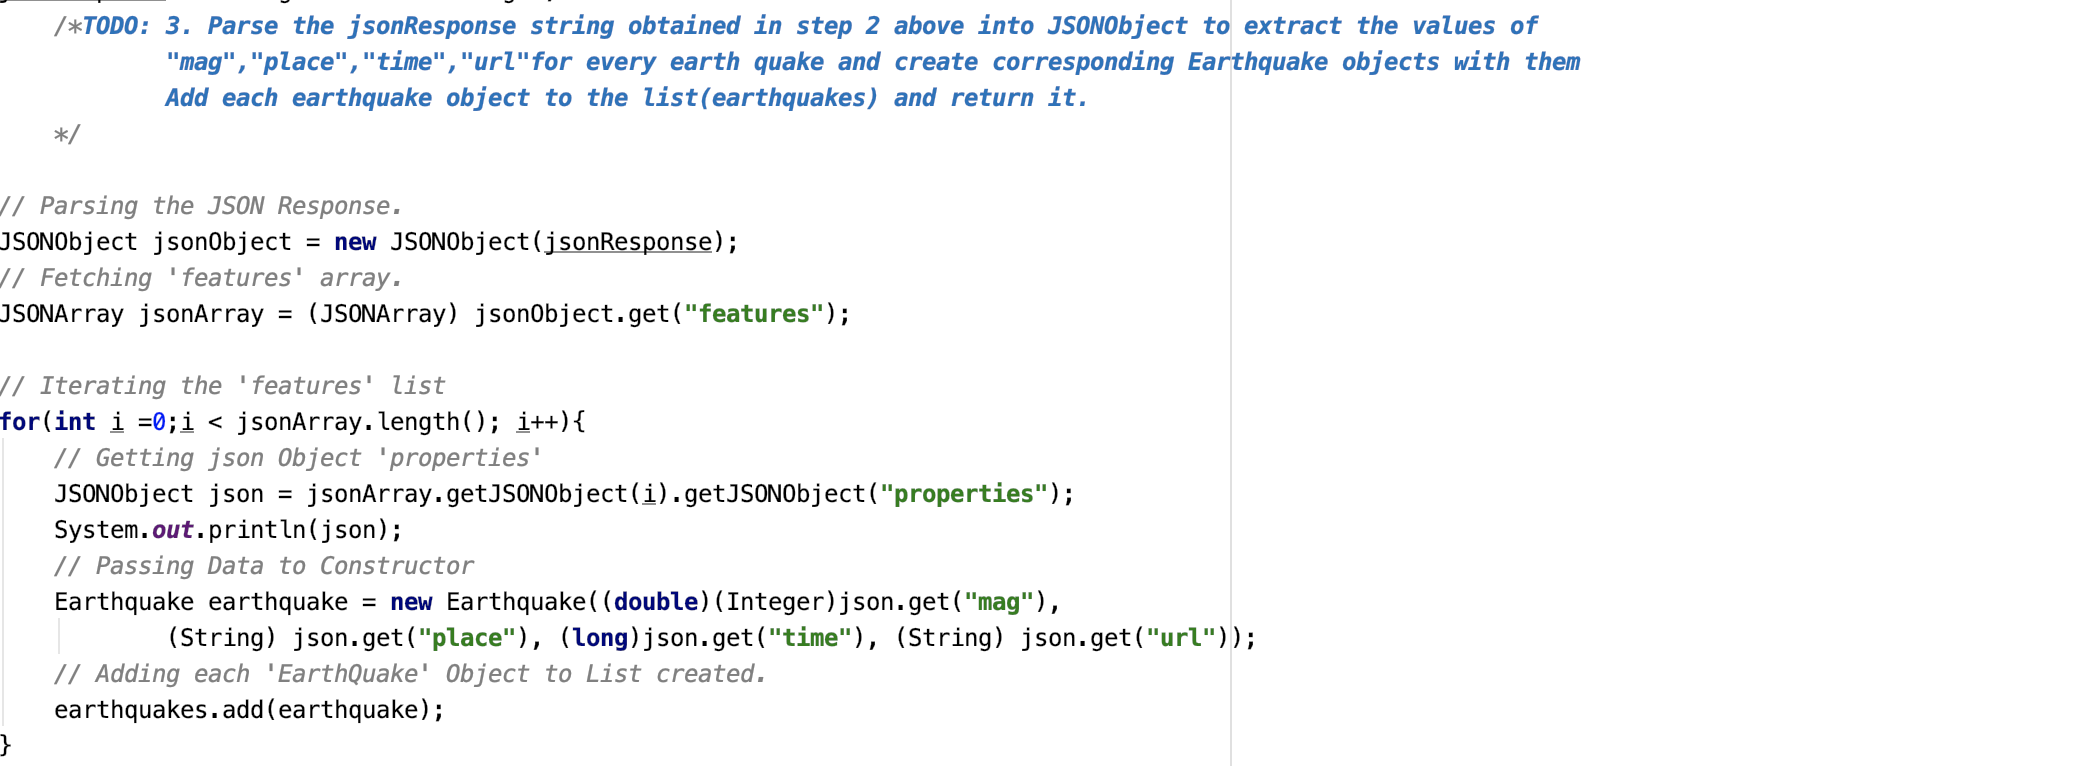 /*TODO: 3. Parse the jsonResponse string obtained in step 2 above into JSONObject to extract the values of
"mag","place","time","url"for every earth quake and create corresponding Earthquake objects with them
Add each earthquake object to the list(earthquakes) and return it.
*/
// Parsing the JSON Response.
JSONObject jsonObject = new JSONObject(jsonResponse);
// Fetching 'features' array.
JSONArray jsonArray = (JSONArray) jsonObject.get("features");
// Iterating the 'features' list
for(int i =0;i < jsonArray.length(); i++){
// Getting json Object 'properties'
JSONObject json = jsonArray.getJSONObject(i).getJSONObject("properties");
System.out.println(json);
// Passing Data to Constructor
Earthquake earthquake = new Earthquake((double)(Integer)json.get("mag"),
(String) json.get("place"), (long)json.get("time"), (String) json.get("url"));
// Adding each 'EarthQuake' Object to List created.
earthquakes.add(earthquake);
}